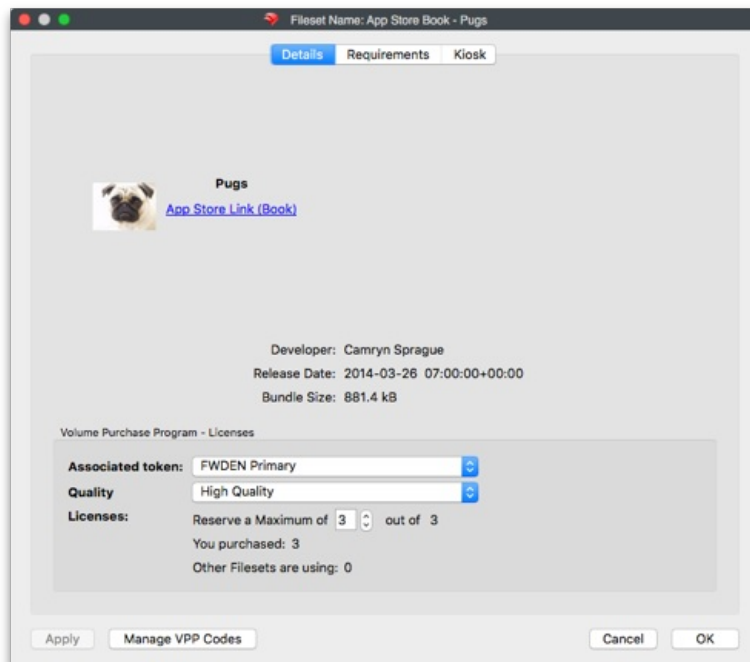 Fileset Name: App Store Book - Pugs
Details Requirements Kiosk
Pugs
App Store Link (Book)
Developer: Camryn Sprague
Release Date: 2014-03-26 07:00:00+00:00
Bundle Size: 881.4 kB
Volume Purchase Program - Licenses
Associated token: FWDEN Primary
Quality High Quality
Licenses: Reserve a Maximum of 3 out of 3
You purchased: 3
Other Filesets are using: 0
Apply Manage VPP Codes Cancel OK